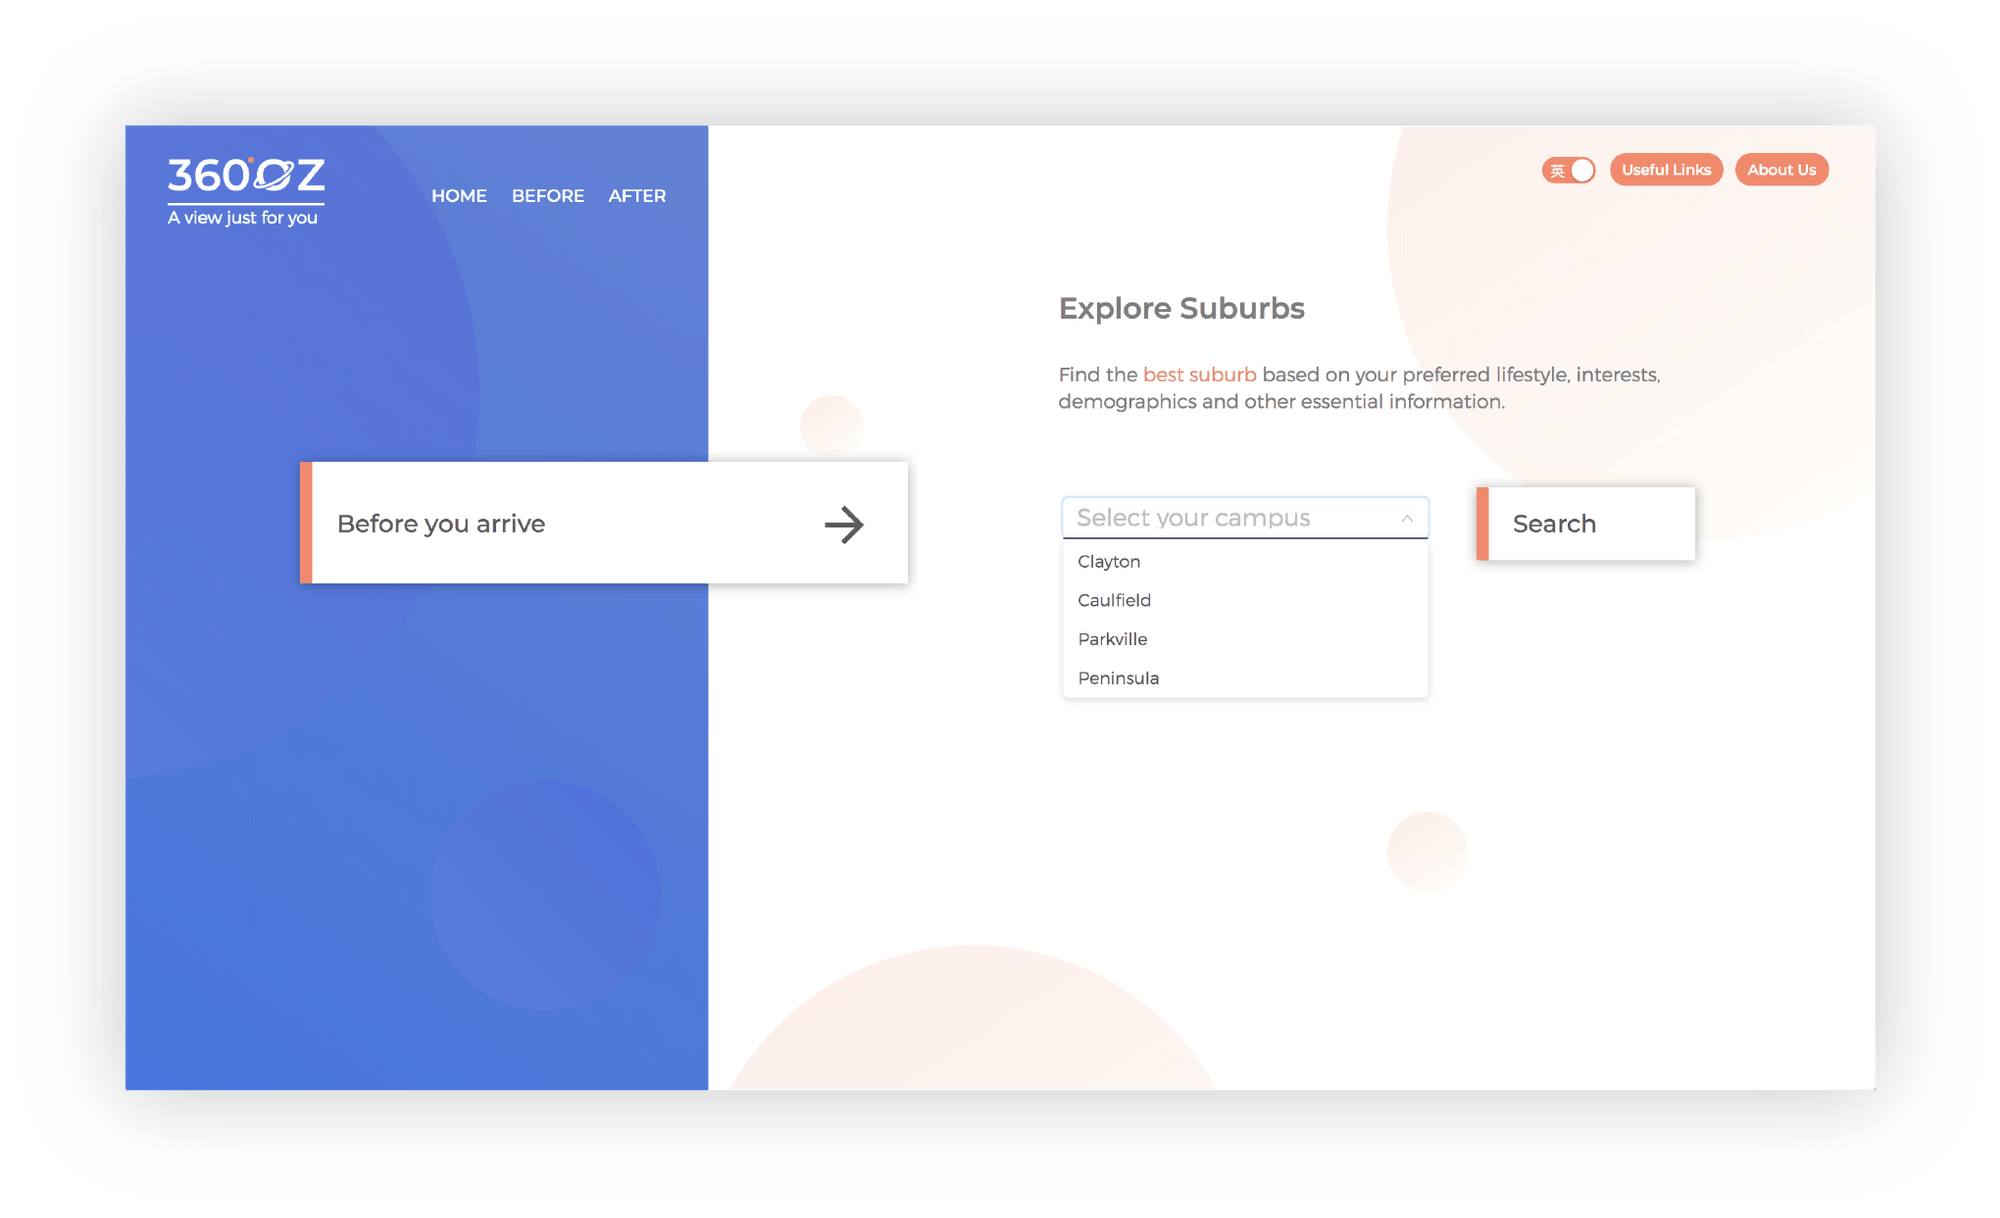 360°OZ
A view just for you
HOME BEFORE AFTER
英
Useful Links
About Us
Explore Suburbs
Find the best suburb based on your preferred lifestyle, interests,
demographics and other essential information.
Before you arrive
Select your campus
Search
Clayton
Caulfield
Parkville
Peninsula